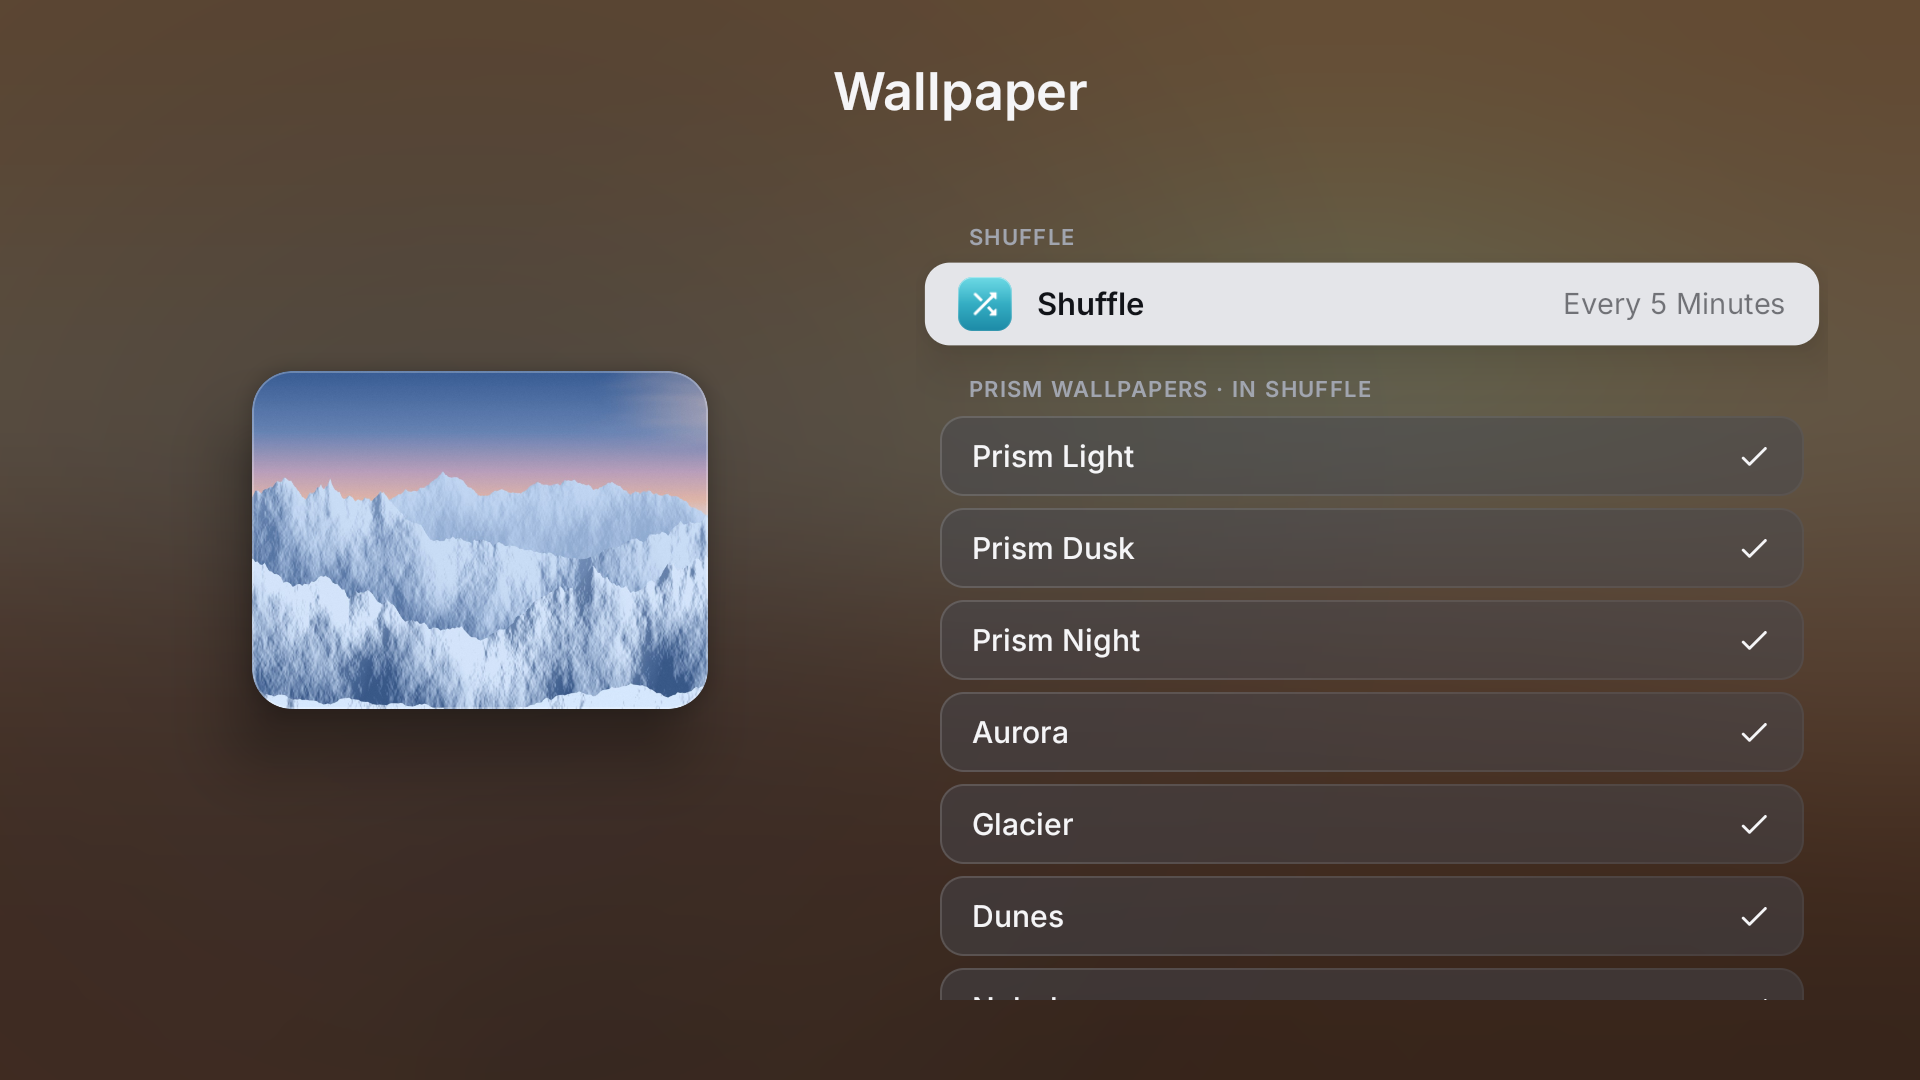 Wallpaper
SHUFFLE
Shuffle Every 5 Minutes
PRISM WALLPAPERS · IN SHUFFLE
Prism Light
Prism Dusk
Prism Night
Aurora
Glacier
Dunes